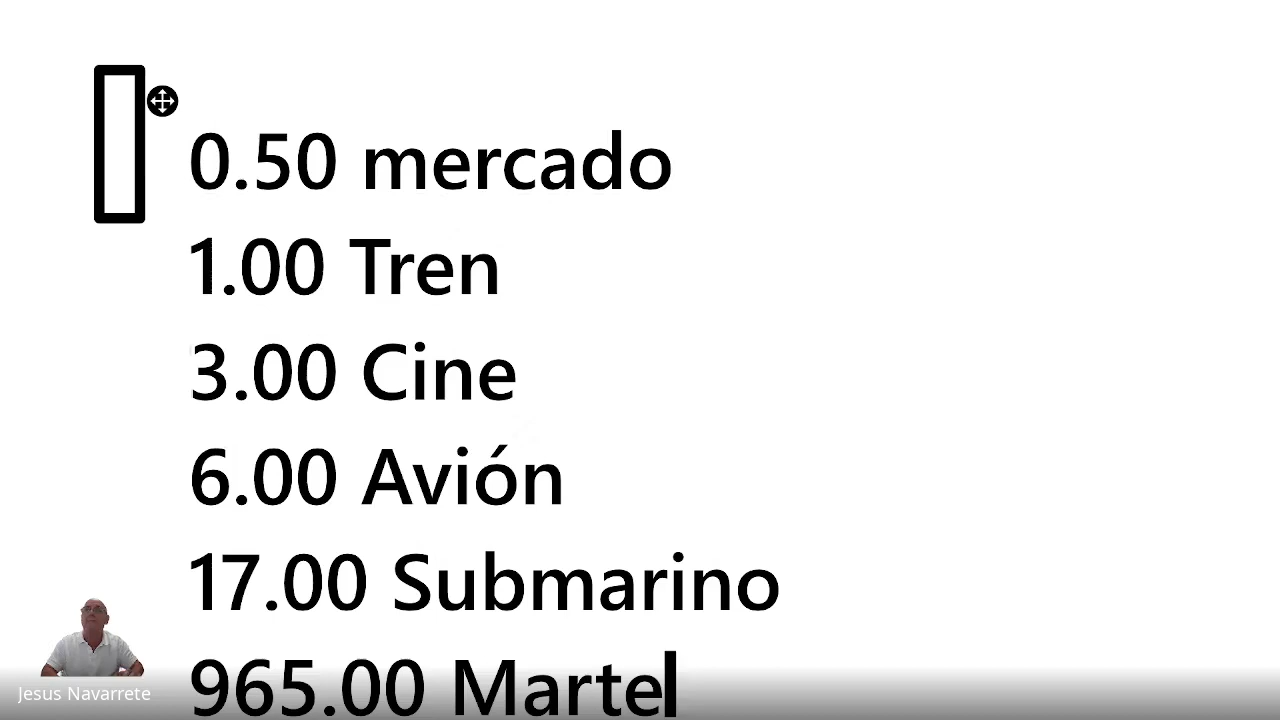 0.50 mercado
1.00 Tren
3.00 Cine
6.00 Avión
17.00 Submarino
965.00 Marte
Jesus Navarrete